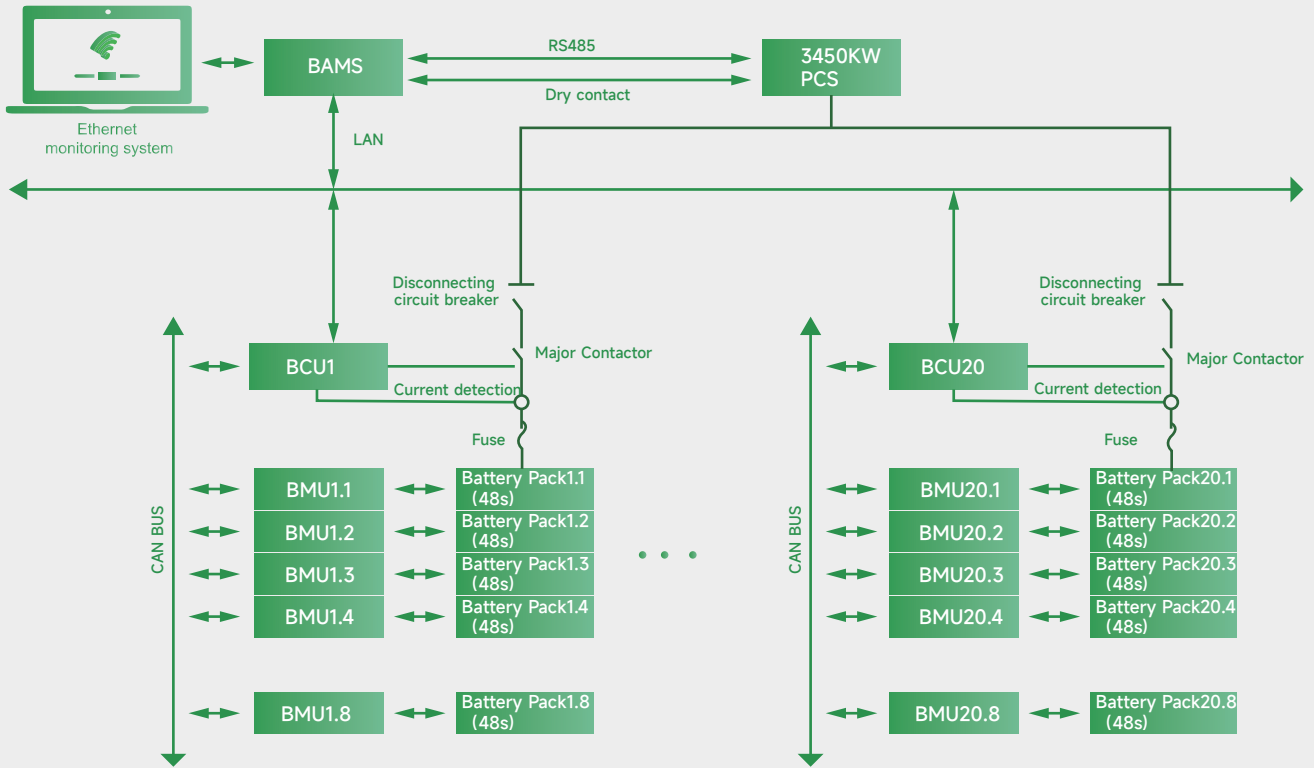 BAMS
RS485
Dry contact
3450KW
PCS
Ethernet
monitoring system
LAN
Disconnecting
circuit breaker
Disconnecting
circuit breaker
BCU1
Major Contactor
Current detection
Fuse
BCU20
Major Contactor
Current detection
Fuse
CAN BUS
BMU1.1
Battery Pack1.1
(48s)
BMU1.2
Battery Pack1.2
(48s)
BMU1.3
Battery Pack1.3
(48s)
BMU1.4
Battery Pack1.4
(48s)
BMU1.8
Battery Pack1.8
(48s)
CAN BUS
BMU20.1
Battery Pack20.1
(48s)
BMU20.2
Battery Pack20.2
(48s)
BMU20.3
Battery Pack20.3
(48s)
BMU20.4
Battery Pack20.4
(48s)
BMU20.8
Battery Pack20.8
(48s)